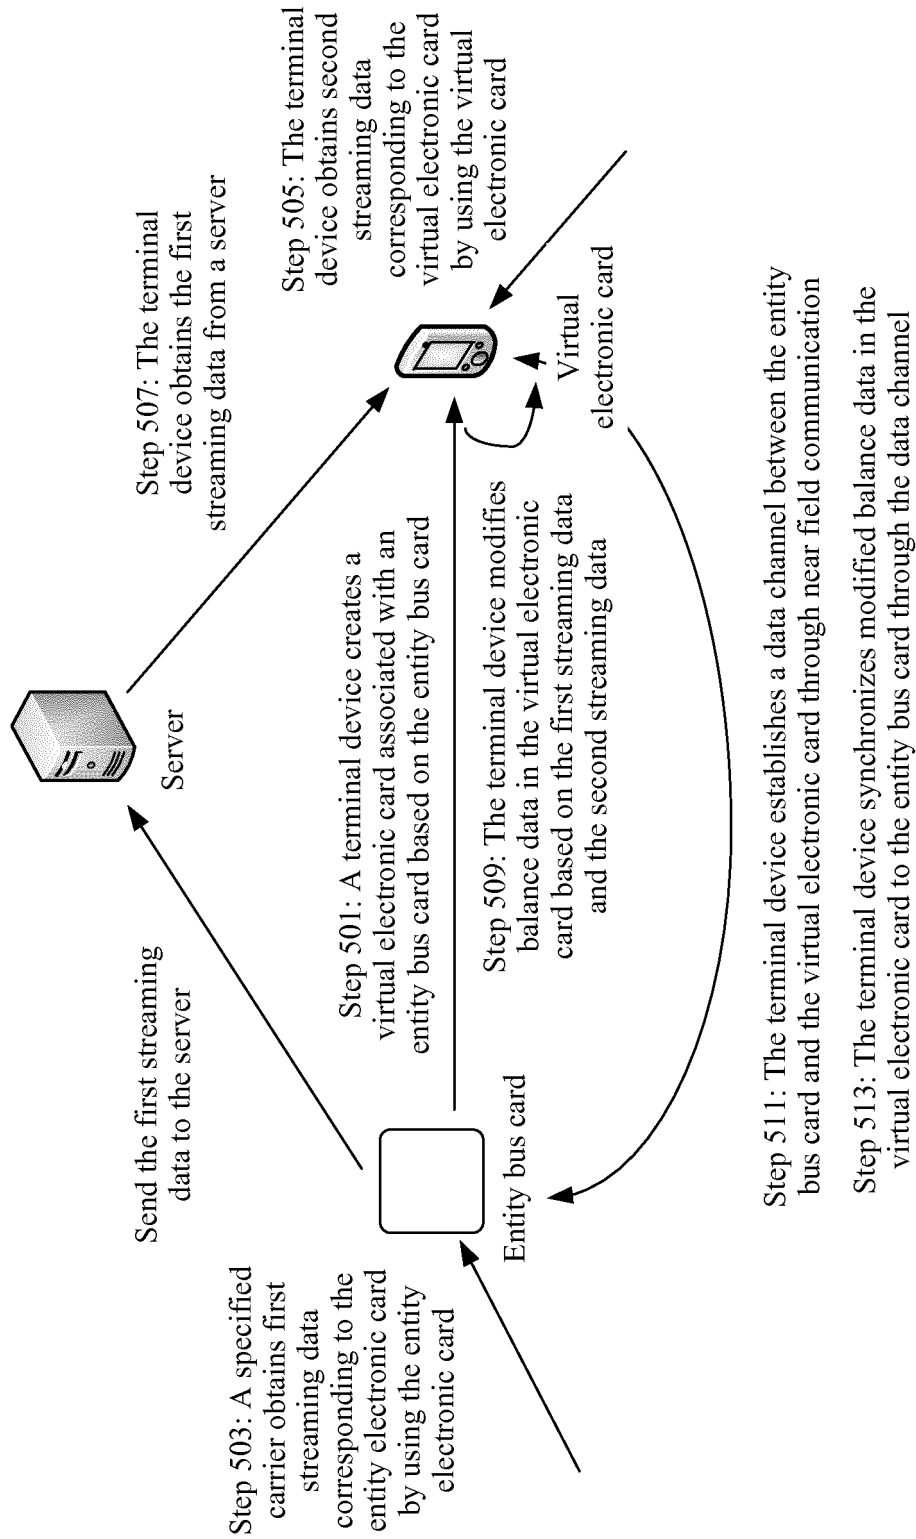 Server
Send the first streaming
data to the server
Step 507: The terminal
device obtains the first
streaming data from a server
Step 503: A specified
carrier obtains first
streaming data
corresponding to the
entity electronic card
by using the entity
electronic card
Step 501: A terminal device creates a
virtual electronic card associated with an
entity bus card based on the entity bus card
Step 505: The terminal
device obtains second
streaming data
corresponding to the
virtual electronic card
by using the virtual
electronic card
Entity bus card
Step 509: The terminal device modifies
balance data in the virtual electronic
card based on the first streaming data
and the second streaming data
Virtual
electronic card
Step 511: The terminal device establishes a data channel between the entity
bus card and the virtual electronic card through near field communication
Step 513: The terminal device synchronizes modified balance data in the
virtual electronic card to the entity bus card through the data channel